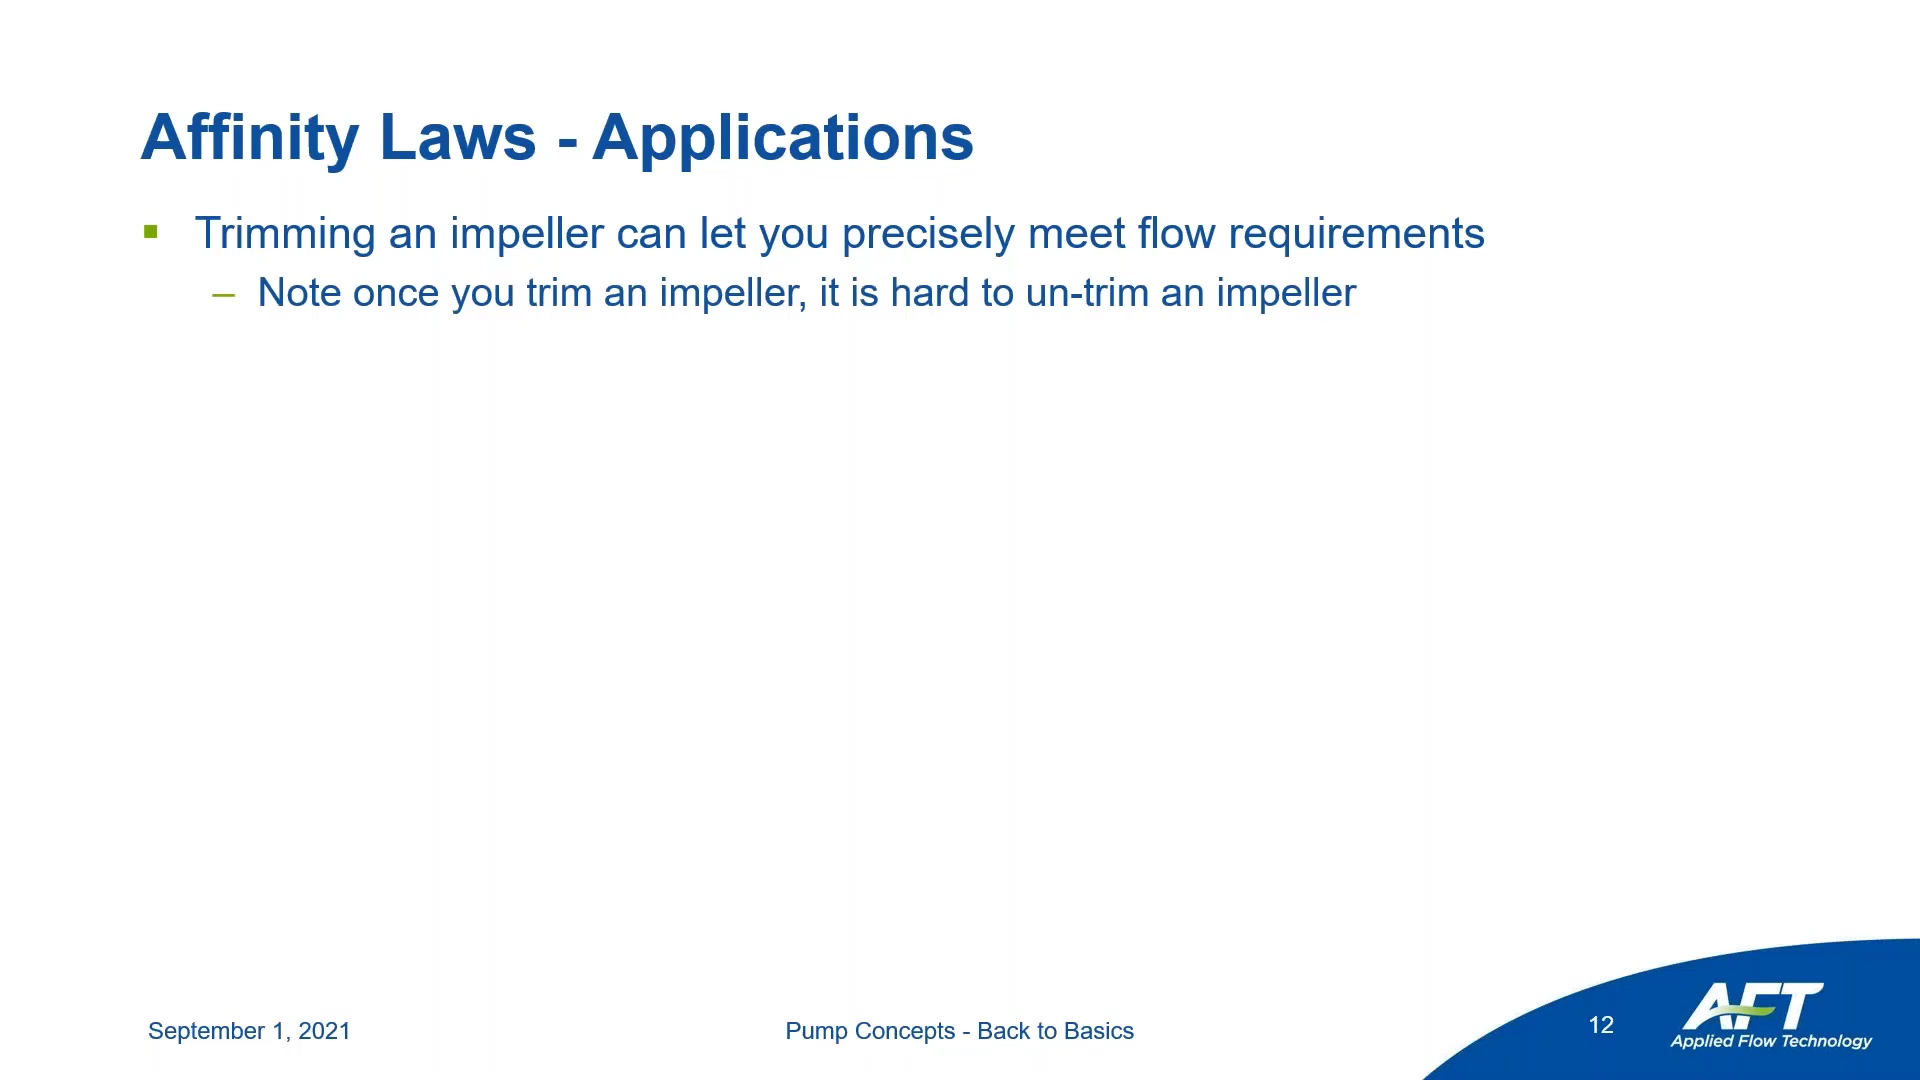 Affinity Laws - Applications
▪ Trimming an impeller can let you precisely meet flow requirements
– Note once you trim an impeller, it is hard to un-trim an impeller
September 1, 2021
Pump Concepts - Back to Basics
12
AFT
Applied Flow Technology